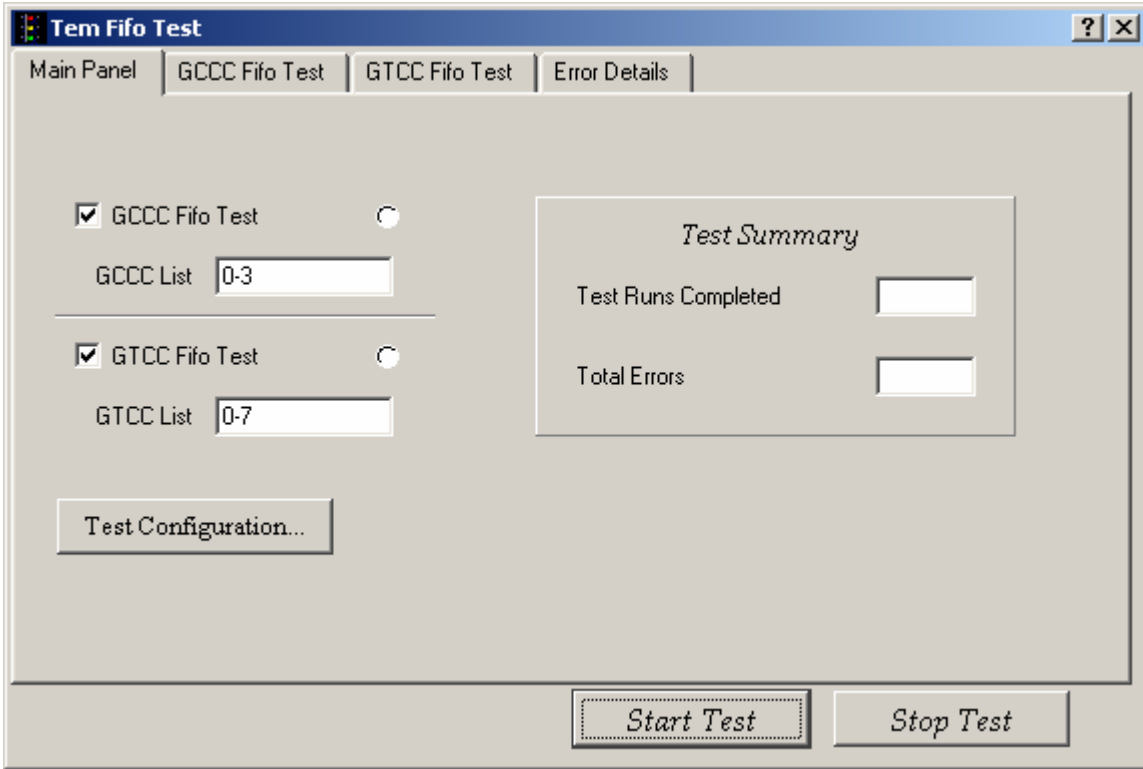 Tem Fifo Test
Main Panel GCCC Fifo Test GTCC Fifo Test Error Details
GCCC Fifo Test
GCCC List 0-3
GTCC Fifo Test
GTCC List 0-7
Test Configuration...
Test Summary
Test Runs Completed
Total Errors
Start Test Stop Test